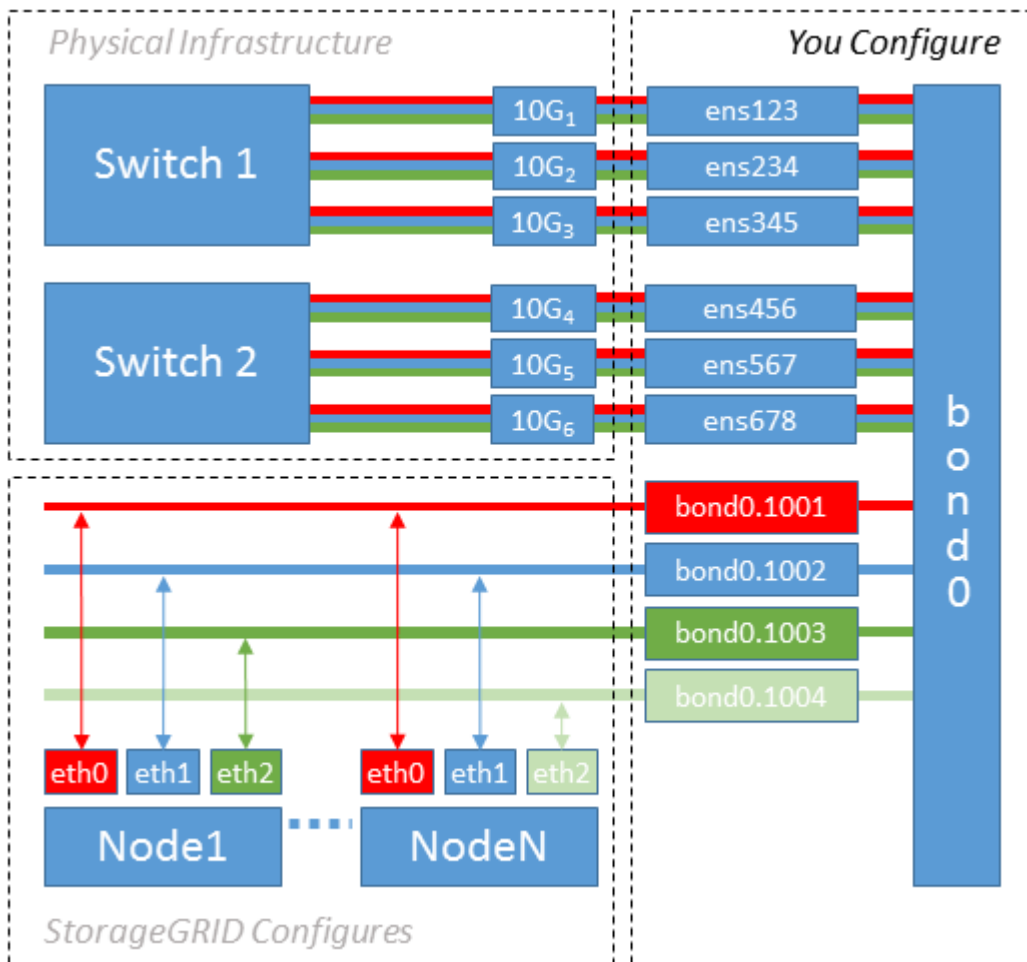 Physical Infrastructure
You Configure
Switch 1
10G1
ens123
10G2
ens234
10G3
ens345
Switch 2
10G4
ens456
10G5
ens567
10G6
ens678
bond0
bond0.1001
bond0.1002
bond0.1003
bond0.1004
eth0 eth1 eth2
eth0 eth1 eth2
Node1
NodeN
StorageGRID Configures